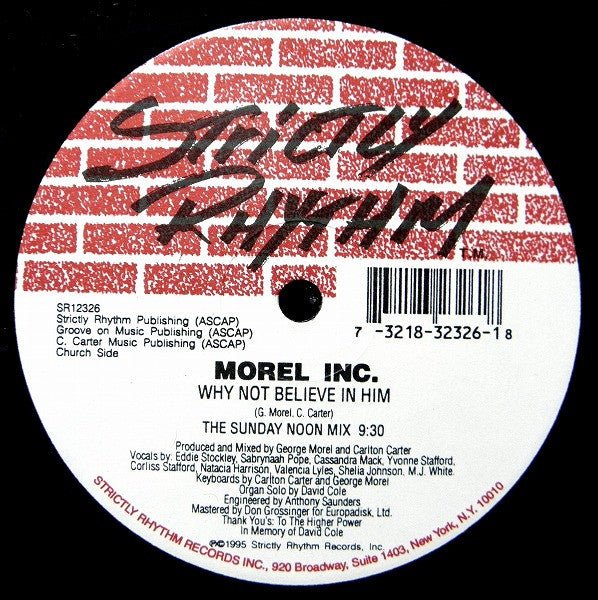 STRICTLY
RHYTHM
T.M.
SR12326
Strictly Rhythm Publishing (ASCAP)
Groove on Music Publishing (ASCAP)
C. Carter Music Publishing (ASCAP)
Church Side
7 -3218-32326-1 8
MOREL INC.
WHY NOT BELIEVE IN HIM
(G. Morel, C. Carter)
THE SUNDAY NOON MIX 9:30
Produced and Mixed by George Morel and Carlton Carter
Vocals by: Eddie Stockley, Sabrynaah Pope, Cassandra Mack, Yvonne Stafford,
Corliss Stafford, Natacia Harrison, Valencia Lyles, Shelia Johnson. M.J. White.
Keyboards by Carlton Carter and George Morel
Organ Solo by David Cole
Engineered by Anthony Saunders
Mastered by Don Grossinger for Europadisk, Ltd.
Thank You's: To The Higher Power
In Memory of David Cole
℗©1995 Strictly Rhythm Records, Inc.
STRICTLY RHYTHM RECORDS INC., 920 Broadway, Suite 1403, New York, N.Y. 10010